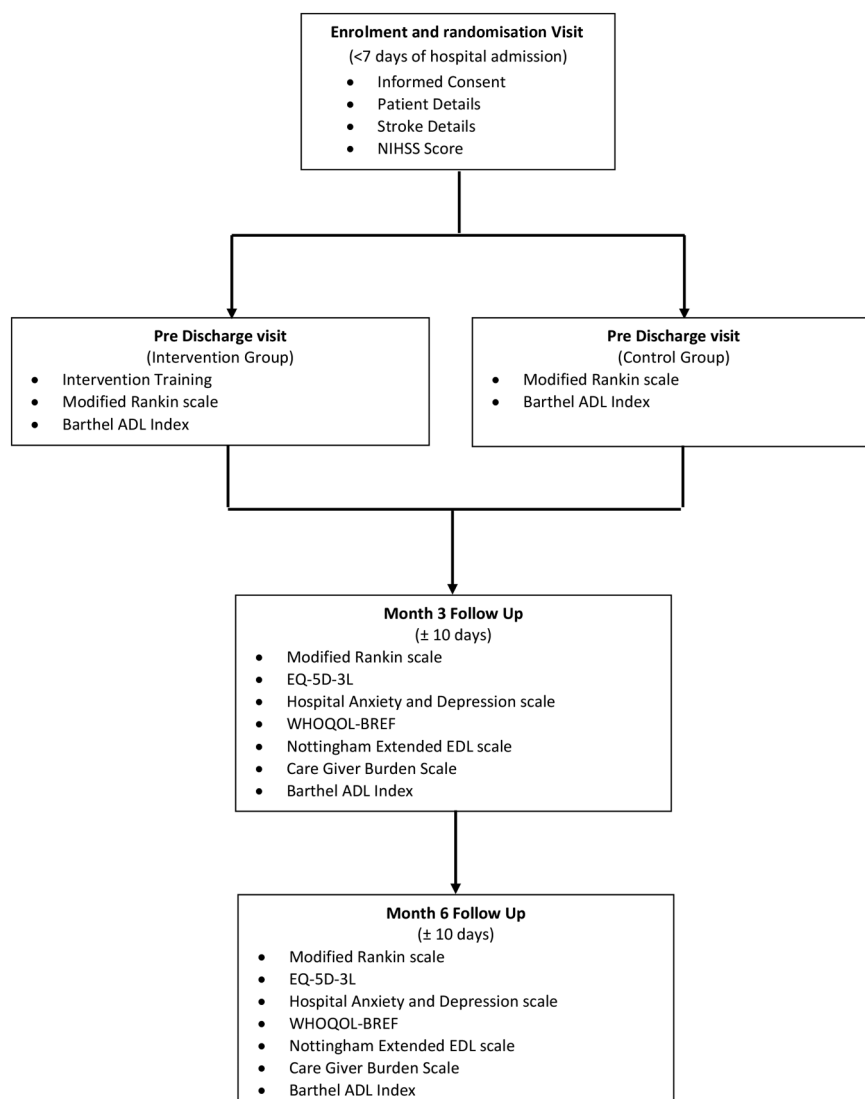 Enrolment and randomisation Visit
(<7 days of hospital admission)
• Informed Consent
• Patient Details
• Stroke Details
• NIHSS Score
Pre Discharge visit
(Intervention Group)
• Intervention Training
• Modified Rankin scale
• Barthel ADL Index
Pre Discharge visit
(Control Group)
• Modified Rankin scale
• Barthel ADL Index
Month 3 Follow Up
(± 10 days)
• Modified Rankin scale
• EQ-5D-3L
• Hospital Anxiety and Depression scale
• WHOQOL-BREF
• Nottingham Extended EDL scale
• Care Giver Burden Scale
• Barthel ADL Index
Month 6 Follow Up
(± 10 days)
• Modified Rankin scale
• EQ-5D-3L
• Hospital Anxiety and Depression scale
• WHOQOL-BREF
• Nottingham Extended EDL scale
• Care Giver Burden Scale
• Barthel ADL Index